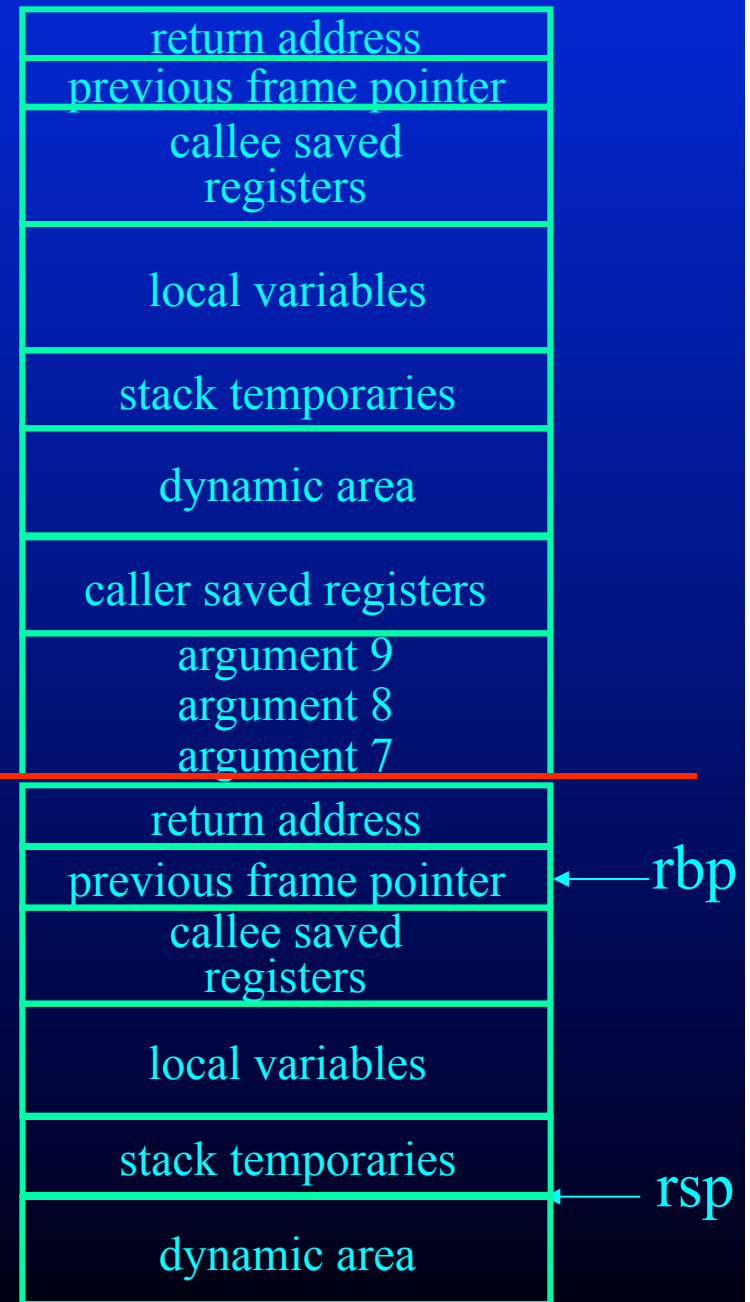 return address
previous frame pointer
callee saved
registers
local variables
stack temporaries
dynamic area
caller saved registers
argument 9
argument 8
argument 7
return address
previous frame pointer
rbp
callee saved
registers
local variables
stack temporaries
rsp
dynamic area